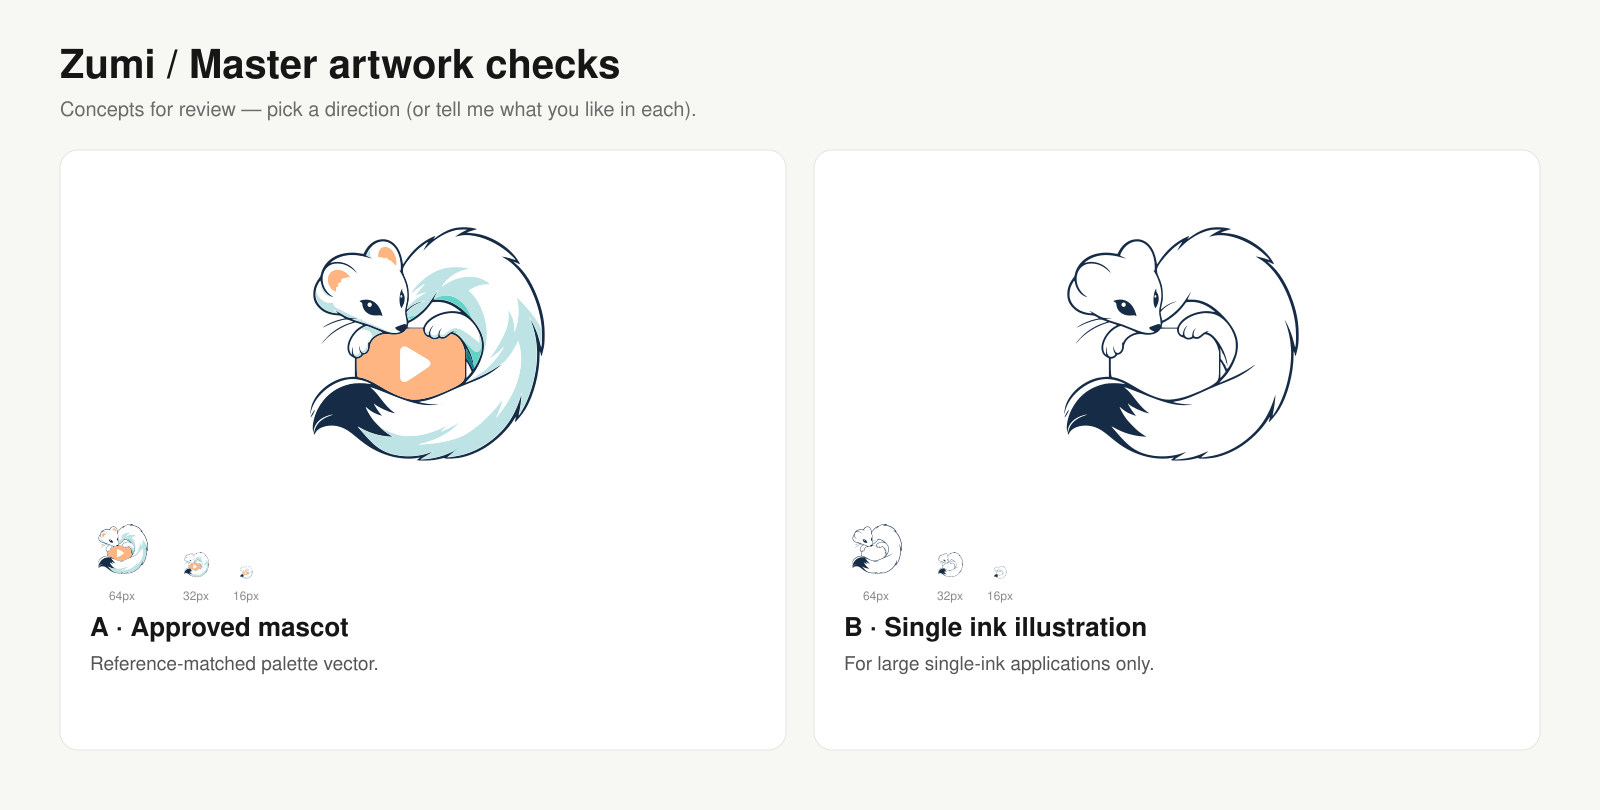 Zumi / Master artwork checks
Concepts for review — pick a direction (or tell me what you like in each).
64px 32px 16px
A · Approved mascot
Reference-matched palette vector.
64px 32px 16px
B · Single ink illustration
For large single-ink applications only.